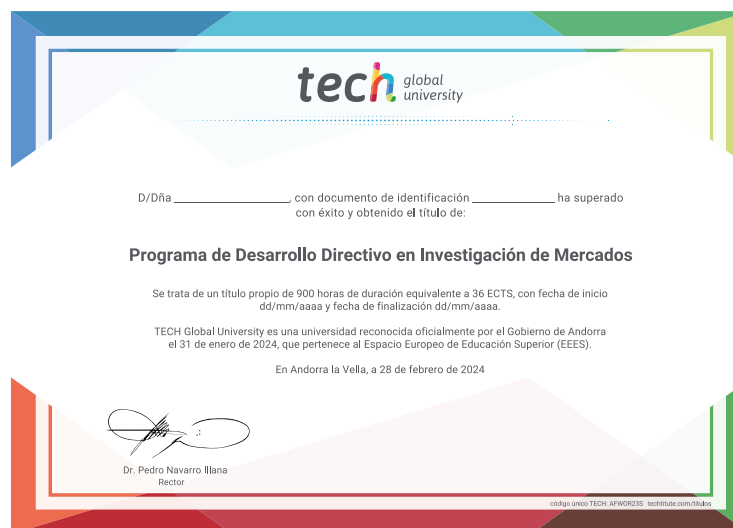 tech global university
D/Dña ____________________, con documento de identificación ______________ ha superado
con éxito y obtenido el título de:
Programa de Desarrollo Directivo en Investigación de Mercados
Se trata de un título propio de 900 horas de duración equivalente a 36 ECTS, con fecha de inicio
dd/mm/aaaa y fecha de finalización dd/mm/aaaa.
TECH Global University es una universidad reconocida oficialmente por el Gobierno de Andorra
el 31 de enero de 2024, que pertenece al Espacio Europeo de Educación Superior (EEES).
En Andorra la Vella, a 28 de febrero de 2024
Dr. Pedro Navarro Illana
Rector
código único TECH: AFWOR23S techtitute.com/titulos